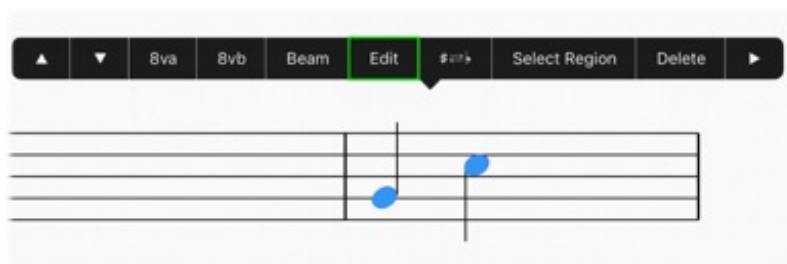 ▲ ▼ 8va 8vb Beam Edit ♯⇌♭ Select Region Delete ▶